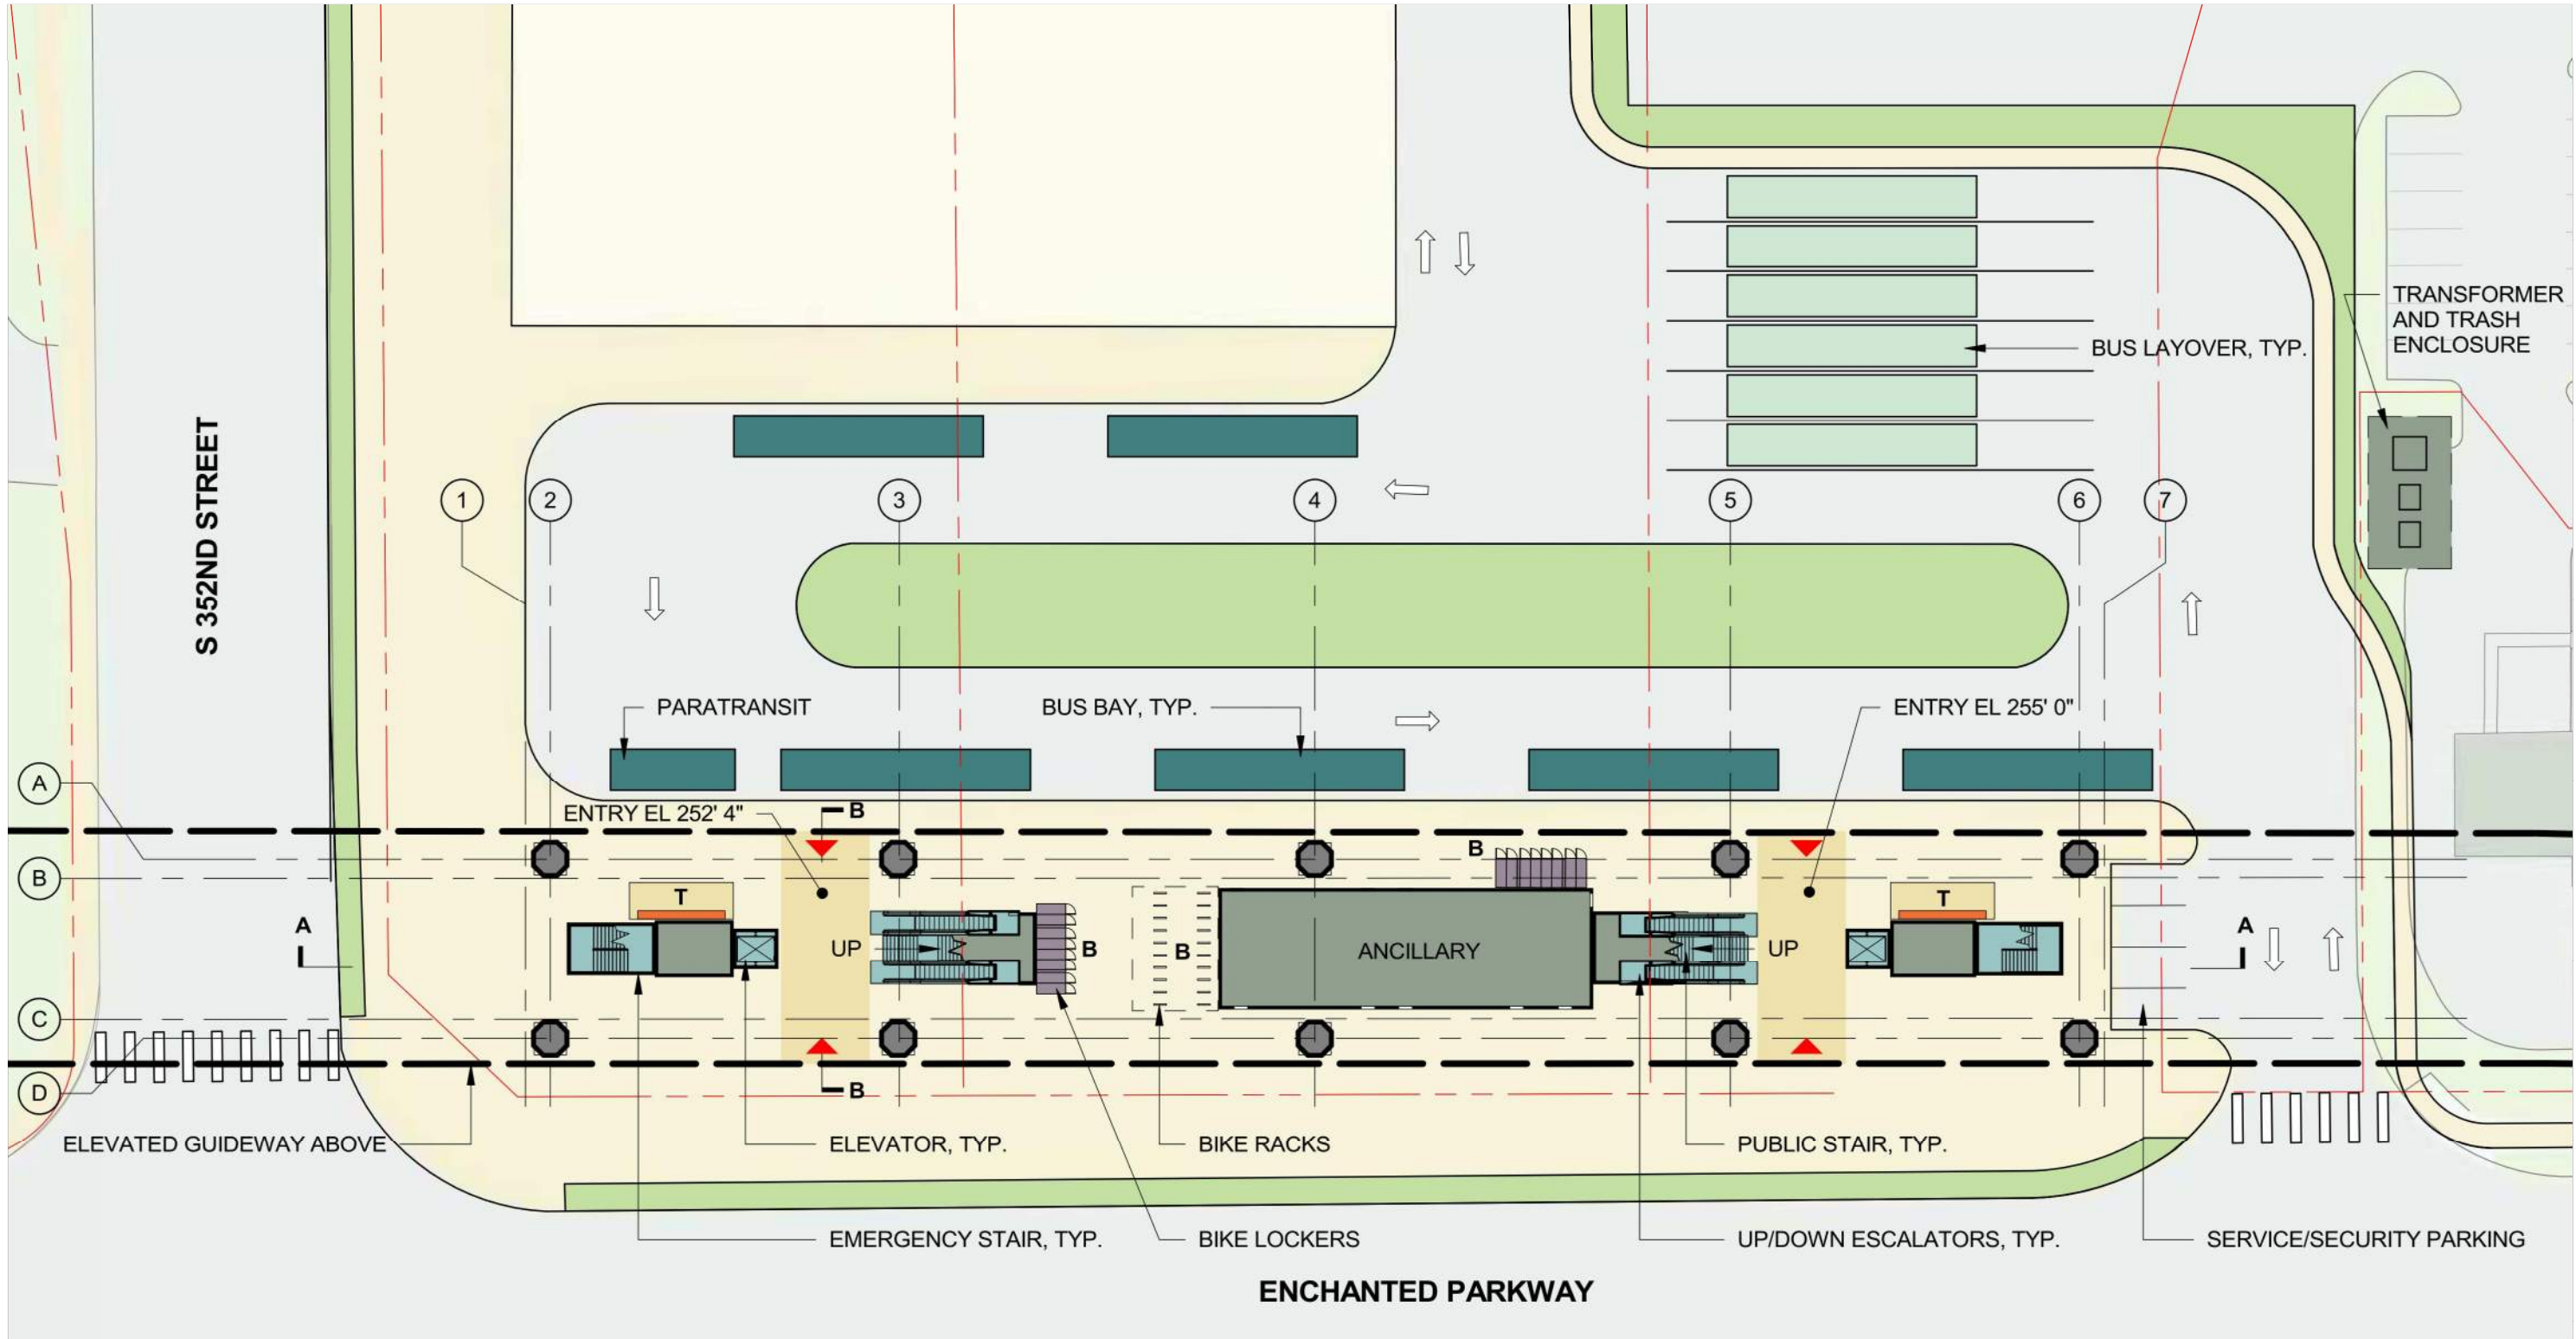 TRANSFORMER
AND TRASH
ENCLOSURE
BUS LAYOVER, TYP.
S 352ND STREET
1
2
3
4
5
6
7
PARATRANSIT
BUS BAY, TYP.
ENTRY EL 255' 0"
A
ENTRY EL 252' 4"
B
B
B
T
T
A
A
UP
B
B
ANCILLARY
UP
C
D
B
ELEVATED GUIDEWAY ABOVE
ELEVATOR, TYP.
BIKE RACKS
PUBLIC STAIR, TYP.
EMERGENCY STAIR, TYP.
BIKE LOCKERS
UP/DOWN ESCALATORS, TYP.
SERVICE/SECURITY PARKING
ENCHANTED PARKWAY